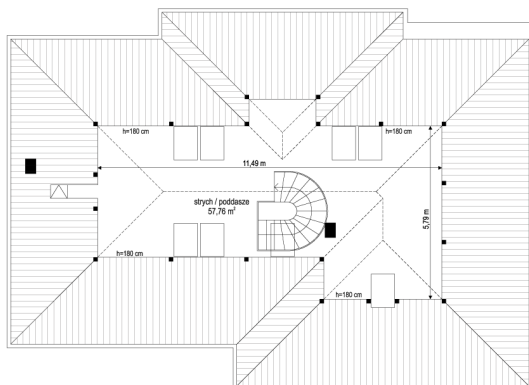 h=180 cm
h=180 cm
11,49 m
strych / poddasze
57,76 m²
5,79 m
h=180 cm
h=180 cm